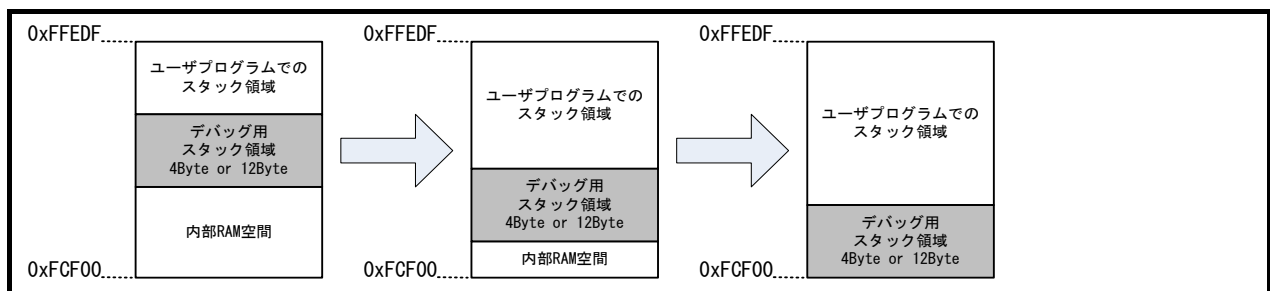 0xFFEDF
ユーザプログラムでの
スタック領域
デバッグ用
スタック領域
4Byte or 12Byte
内部RAM空間
0xFCF00
0xFFEDF
ユーザプログラムでの
スタック領域
デバッグ用
スタック領域
4Byte or 12Byte
内部RAM空間
0xFCF00
0xFFEDF
ユーザプログラムでの
スタック領域
デバッグ用
スタック領域
4Byte or 12Byte
0xFCF00